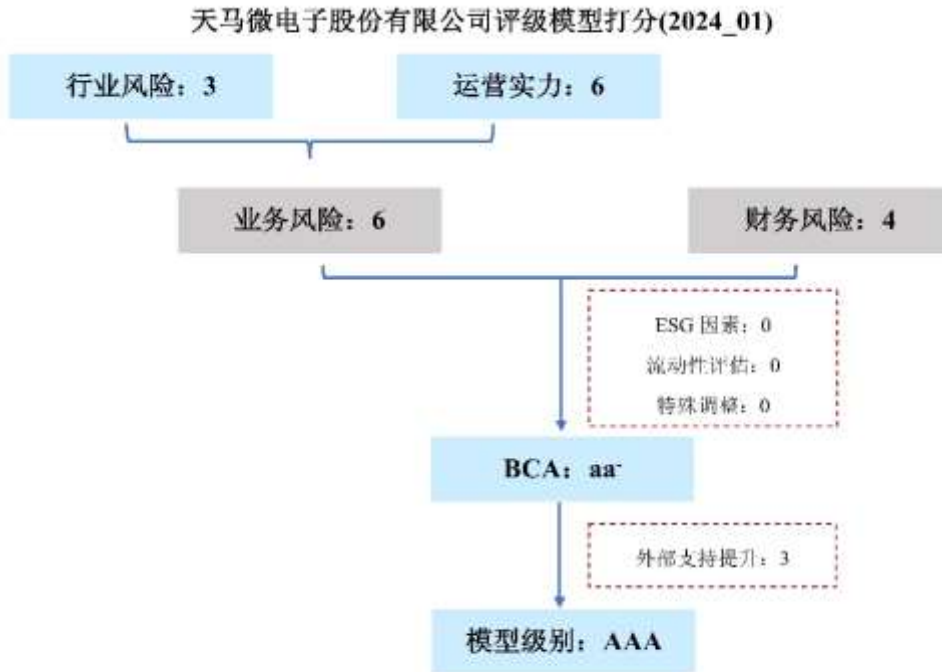 天马微电子股份有限公司评级模型打分(2024_01)
行业风险：3
运营实力：6
业务风险：6
财务风险：4
ESG 因素：0
流动性评估：0
特殊调整：0
BCA：aa-
外部支持提升：3
模型级别：AAA